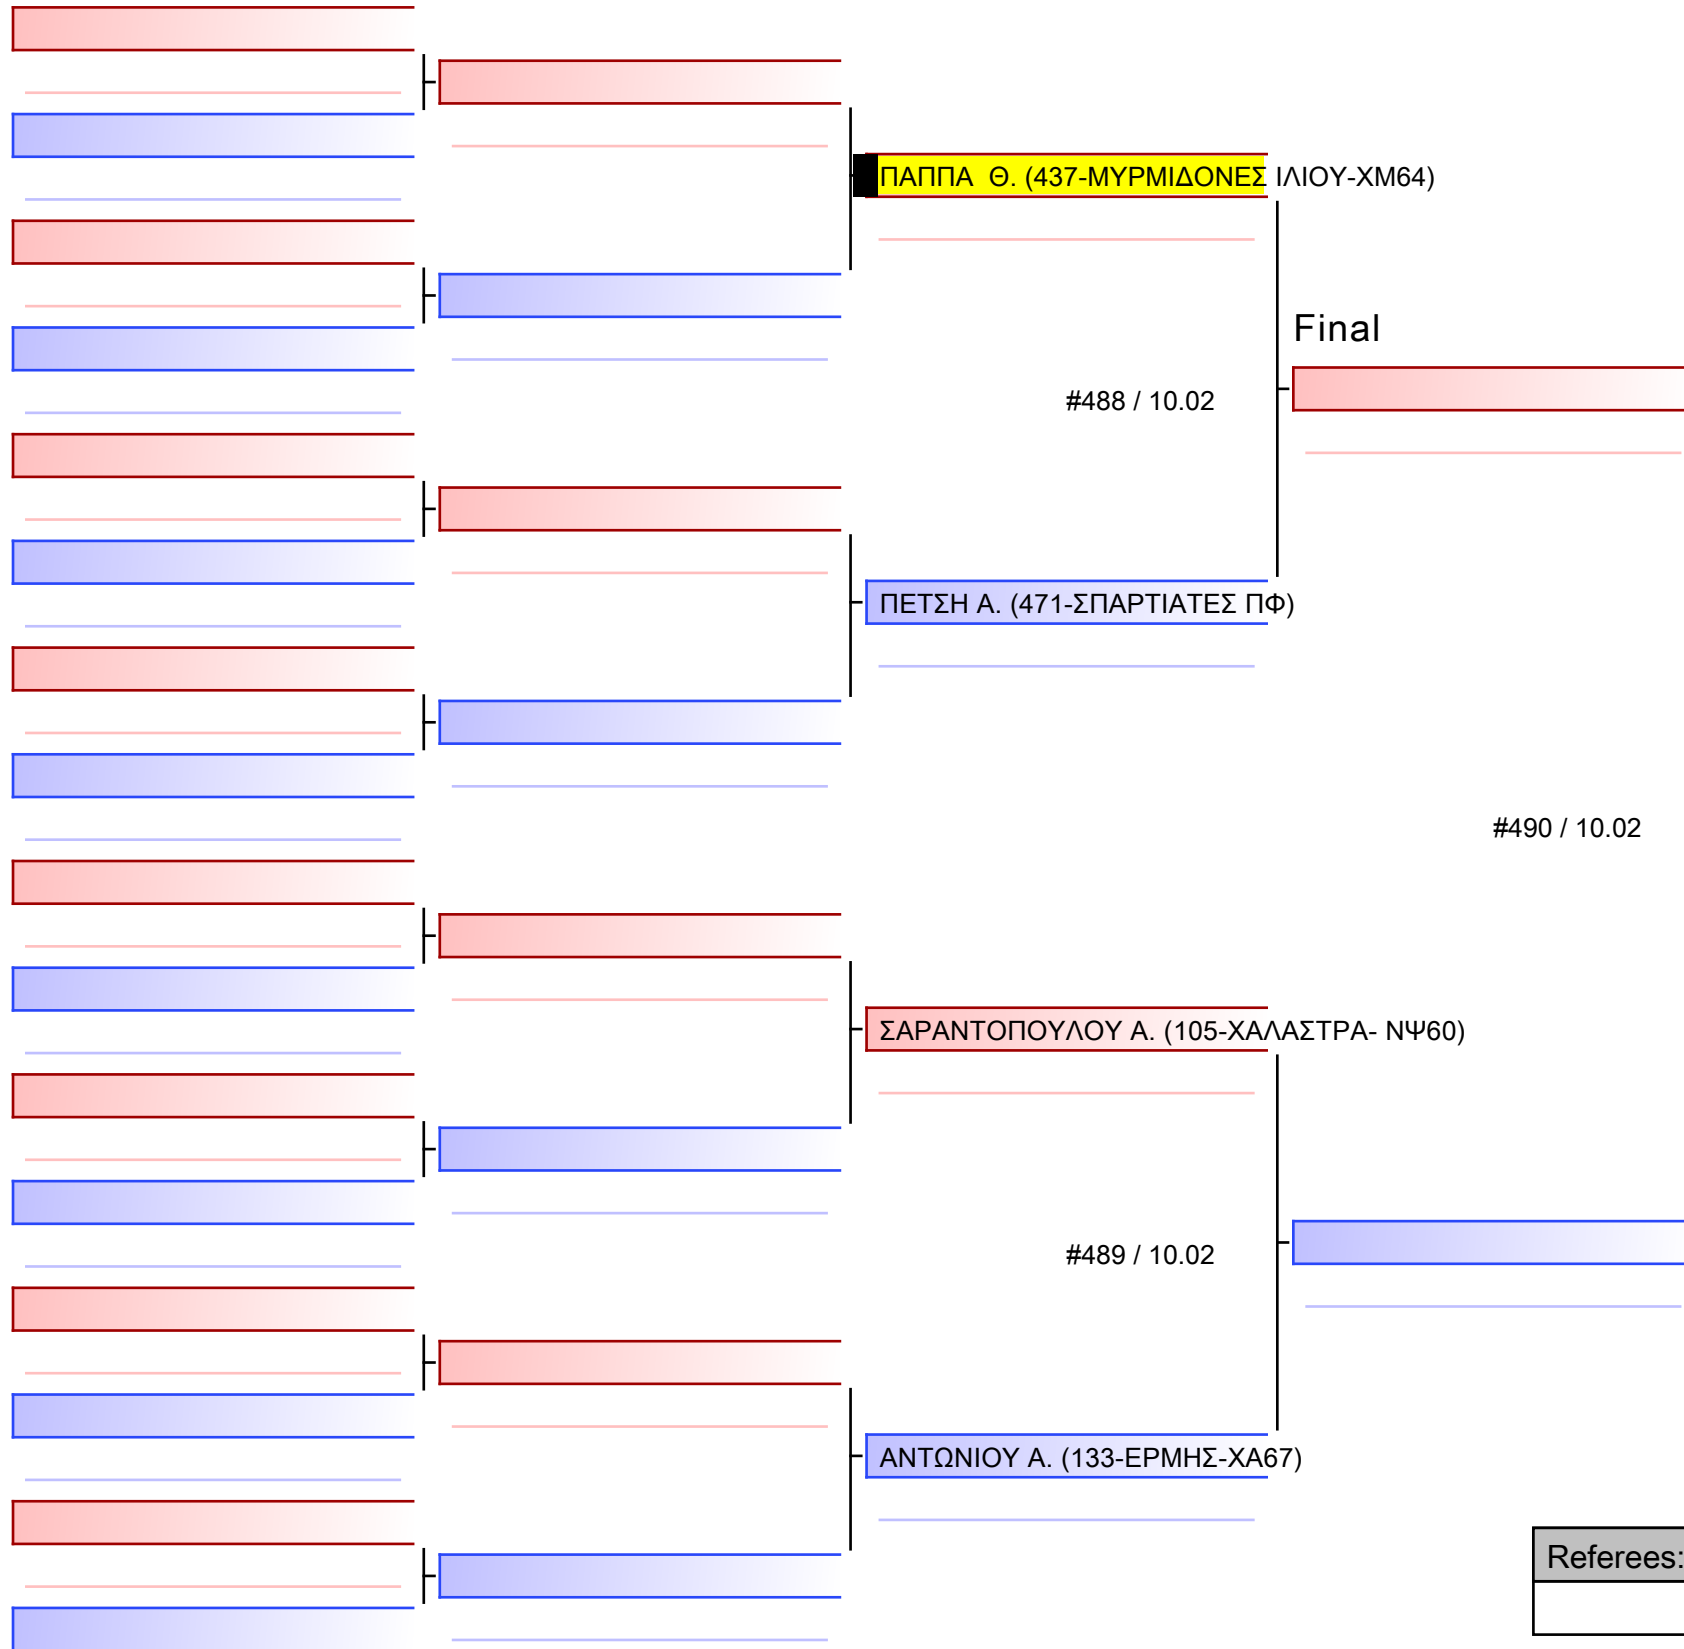 ΠΑΠΠΑ  Θ. (437-ΜΥΡΜΙΔΟΝΕΣ ΙΛΙΟΥ-ΧΜ64)
Final
#488 / 10.02
ΠΕΤΣΗ Α. (471-ΣΠΑΡΤΙΑΤΕΣ ΠΦ)
#490 / 10.02
ΣΑΡΑΝΤΟΠΟΥΛΟΥ Α. (105-ΧΑΛΑΣΤΡΑ- ΝΨ60)
#489 / 10.02
ΑΝΤΩΝΙΟΥ Α. (133-ΕΡΜΗΣ-ΧΑ67)
Referees: